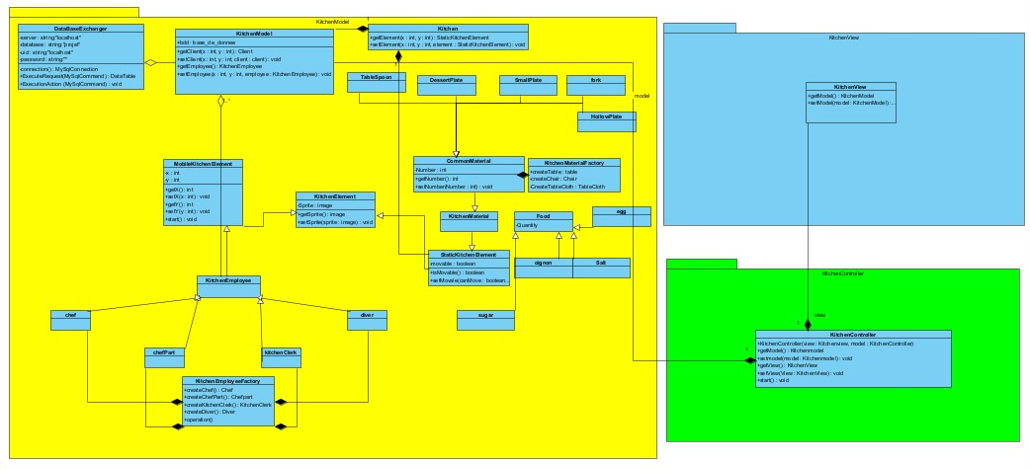 KitchenModel
DataBaseExchanger
-server : string"localhost"
-database : string"projet"
-uid : string"localhost"
-password : string""
-connection() : MySqlConnection
+ExecuteRequest(MySqlCommand) : DataTable
+ExecutionAction (MySqlCommand) : void
KitchenModel
+bdd : base_de_donnee
+getClient(x : int, y : int) : Client
+setClient(x : int, y : int, client : client) : void
+getEmployee() : KitchenEmployee
+setEmployee(x : int, y : int, employee : KitchenEmployee) : void
Kitchen
+getElement(x : int, y : int) : StaticKitchenElement
+setElement(x : int, y : int, element : StaticKitchenElement) : void
1
TableSpoon
DessertPlate
SmallPlate
fork
HollowPlate
model
1..*
MobileKitchenElement
-x : int
-y : int
+getX() : int
+setX(x : int) : void
+getY() : int
+setY(y : int) : void
+start() : void
KitchenElement
-Sprite : image
+getSprite() : image
+setSprite(sprite : image) : void
CommonMaterial
-Number : int
+getNumber() : int
+setNumber(Number : int) : void
KitchenMaterialFactory
+createTable : table
+createChair : Chair
-CreateTableCloth : TableCloth
KitchenMaterial
Food
-Quantity
egg
StaticKitchenElement
-movable : boolean
+isMovable() : boolean
+setMovale(canMove : boolean...
oignon
Salt
sugar
KitchenEmployee
chef
diver
chefPart
kitchenClerk
KitchenEmployeeFactory
+createChef() : Chef
+createChefPart() : Chefpart
+createKitchenClerk() : KitchenClerk
+createDiver() : Diver
+operation()
KitchenView
KitchenView
+getModel() : KitchenModel
+setModel(model : KitchenModel) :...
KitchenController
view
1
1
KitchenController
+KitchenController(view : Kitchenview, model : KitchenController)
+getModel() : Kitchenmodel
+setmodel(model : Kitchenmodel) : void
+getView() : KitchenView
+setView(View : KitchenView) : void
+start() : void